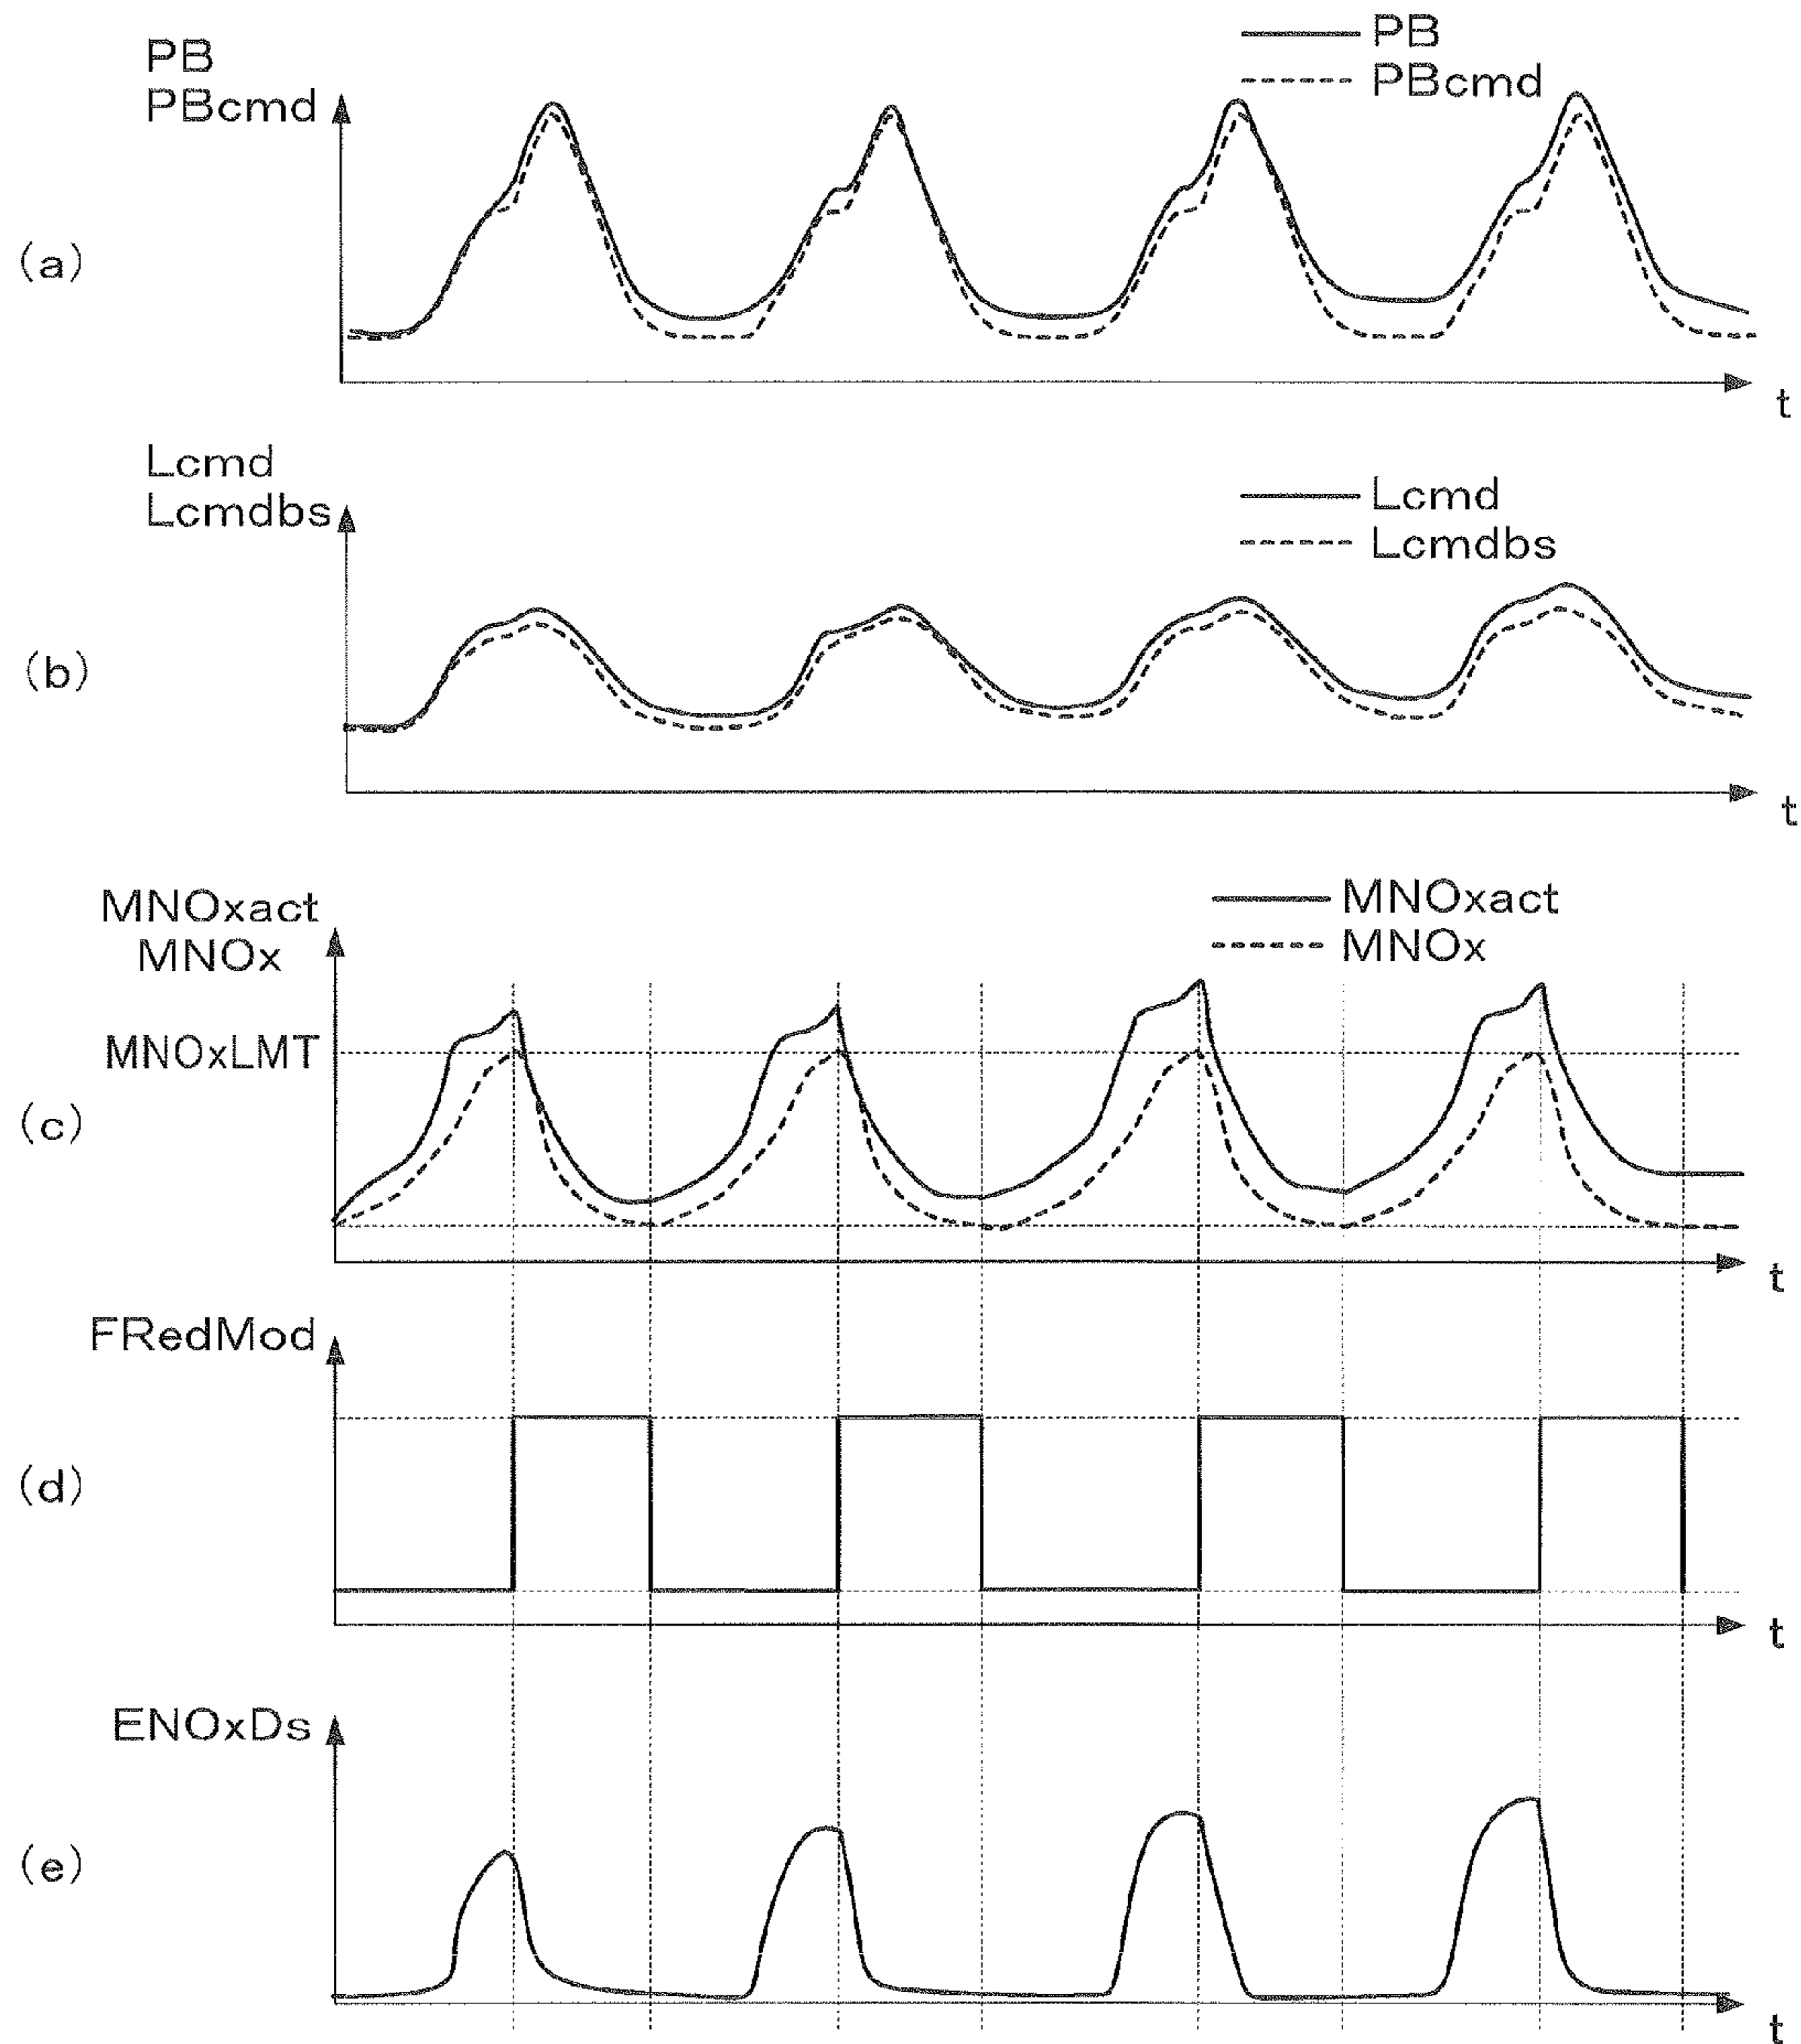 PB
PBcmd
PB
PBcmd
(a)
t
Lcmd
Lcmdbs
Lcmd
Lcmdbs
(b)
t
MNOxact
MNOx
MNOxact
MNOx
MNOxLMT
(c)
t
FRedMod
(d)
t
ENOxDs
(e)
t